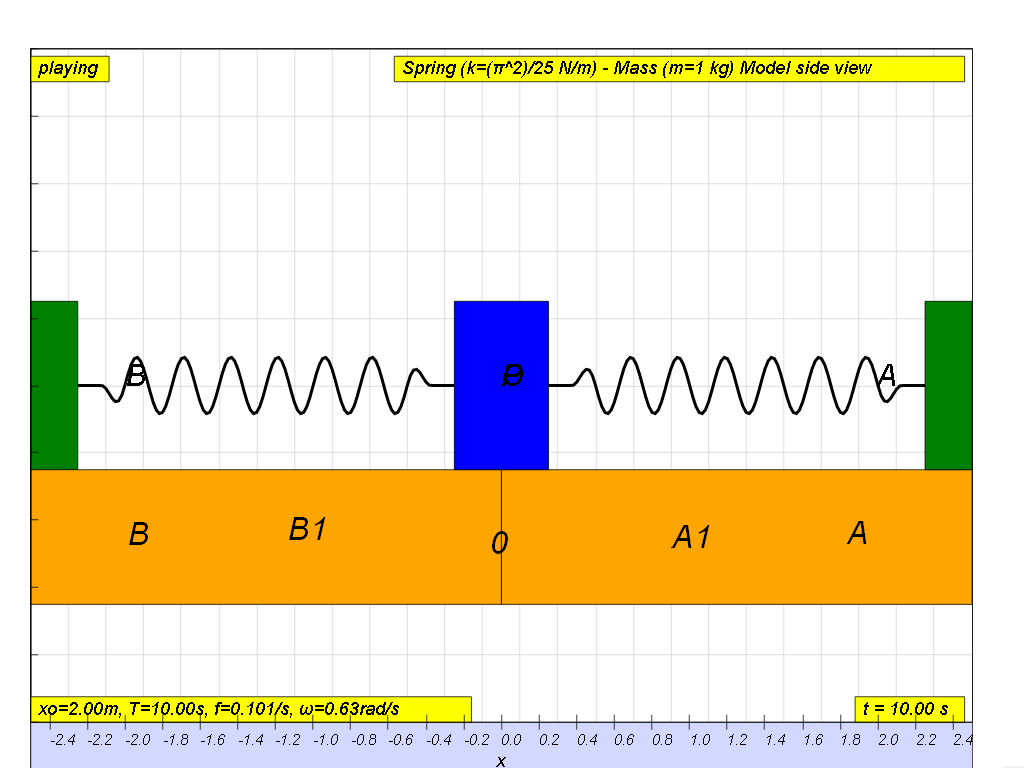 playing
Spring (k=(π^2)/25 N/m) - Mass (m=1 kg) Model side view
B A
B B1 0 A1 A
xo=2.00m, T=10.00s, f=0.101/s, ω=0.63rad/s
t = 10.00 s
-2.4 -2.2 -2.0 -1.8 -1.6 -1.4 -1.2 -1.0 -0.8 -0.6 -0.4 -0.2 0.0 0.2 0.4 0.6 0.8 1.0 1.2 1.4 1.6 1.8 2.0 2.2 2.4
x